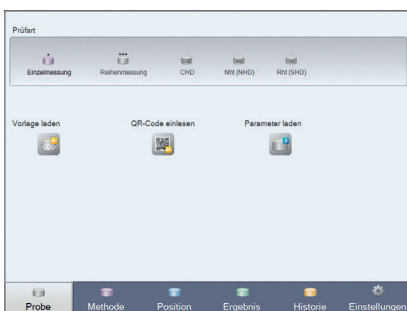 Prüfart
Einzelmessung Reihenmessung CHD Nht (NHD) Rht (SHD)
Vorlage laden QR-Code einlesen Parameter laden
Probe Methode Position Ergebnis Historie Einstellungen